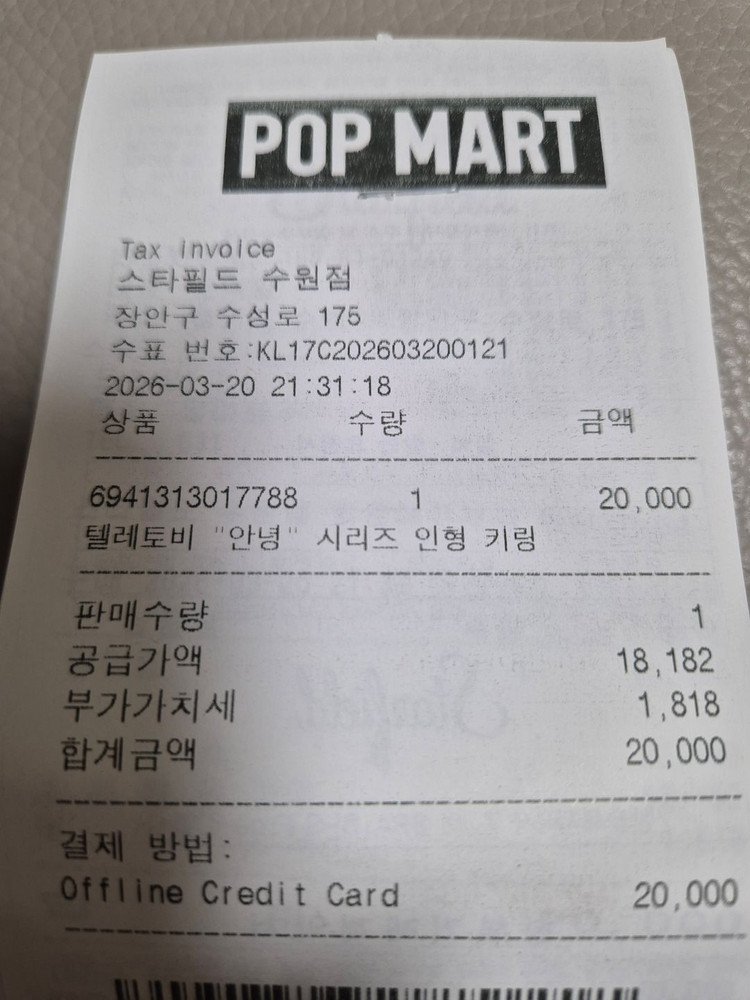 POP MART
Tax invoice
스타필드 수원점
장안구 수성로 175
수표 번호:KL17C202603200121
2026-03-20 21:31:18
상품 수량 금액
6941313017788 1 20,000
텔레토비 "안녕" 시리즈 인형 키링
판매수량 1
공급가액 18,182
부가가치세 1,818
합계금액 20,000
결제 방법:
Offline Credit Card 20,000